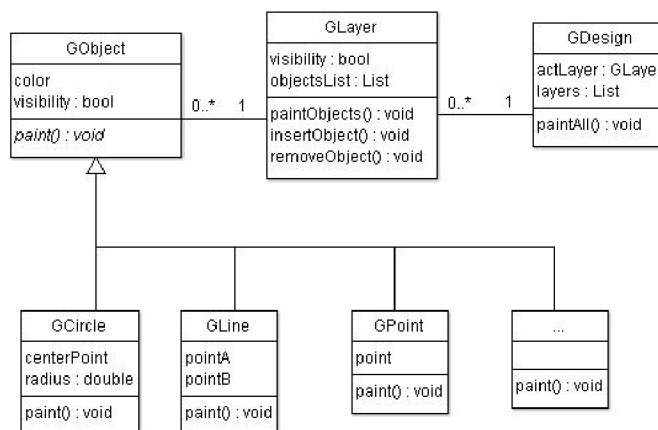 GObject
color
visibility : bool
paint() : void
0..*
1
GLayer
visibility : bool
objectsList : List
paintObjects() : void
insertObject() : void
removeObject() : void
0..*
1
GDesign
actLayer : GLaye
layers : List
paintAll() : void
GCircle
centerPoint
radius : double
paint() : void
GLine
pointA
pointB
paint() : void
GPoint
point
paint() : void
...
paint() : void